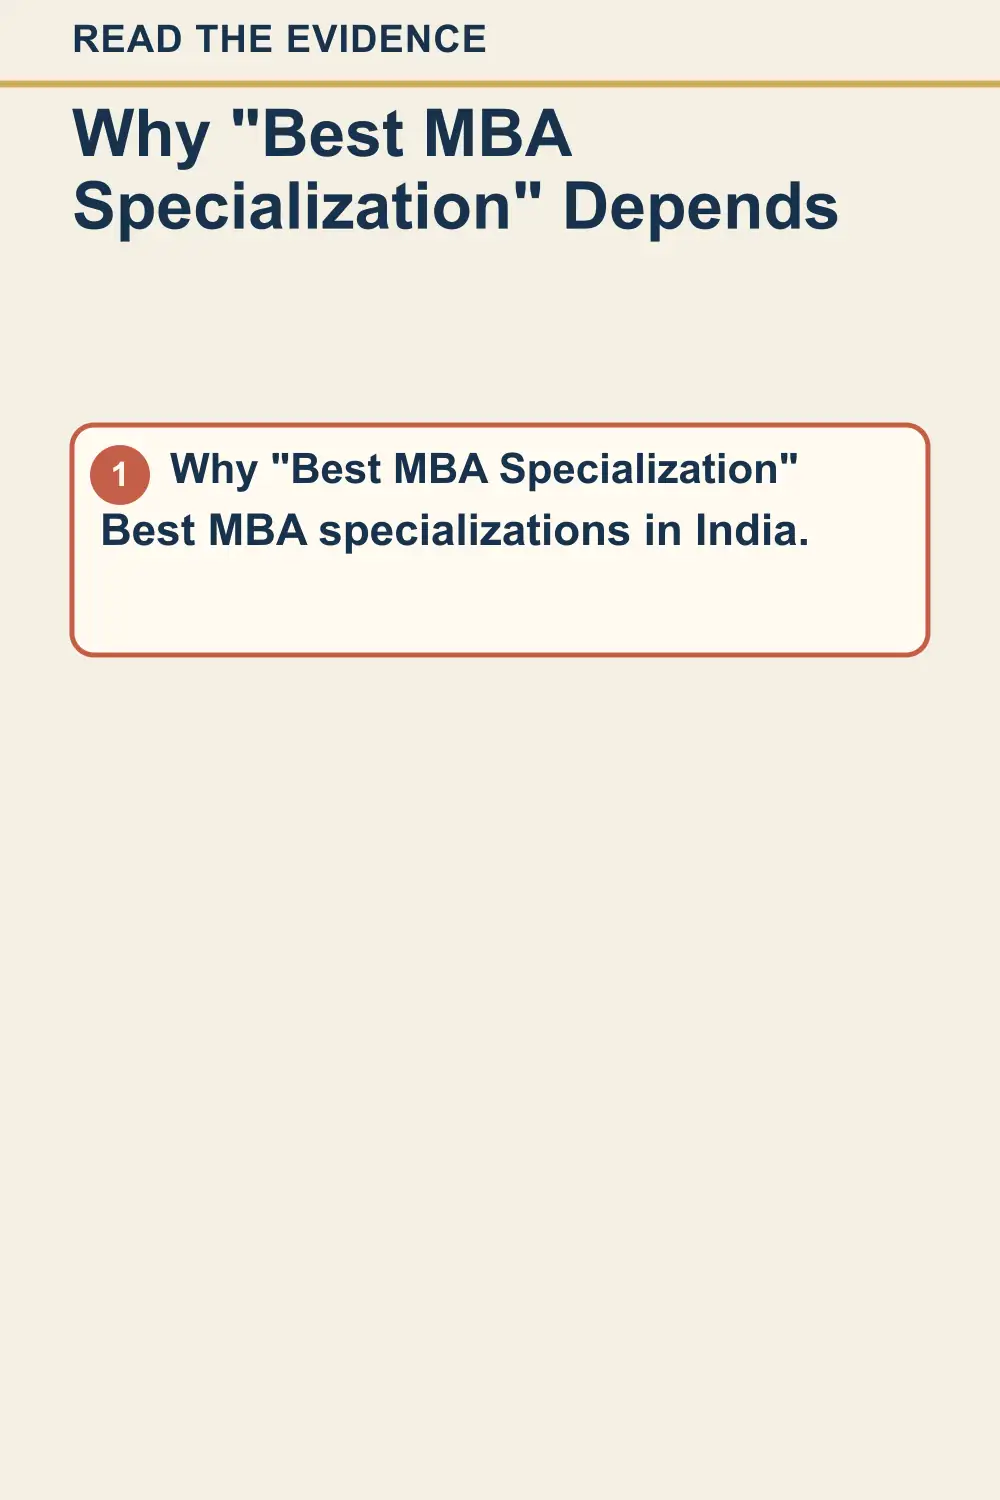 READ THE EVIDENCE
Why "Best MBA
Specialization" Depends
1 Why "Best MBA Specialization"
Best MBA specializations in India.